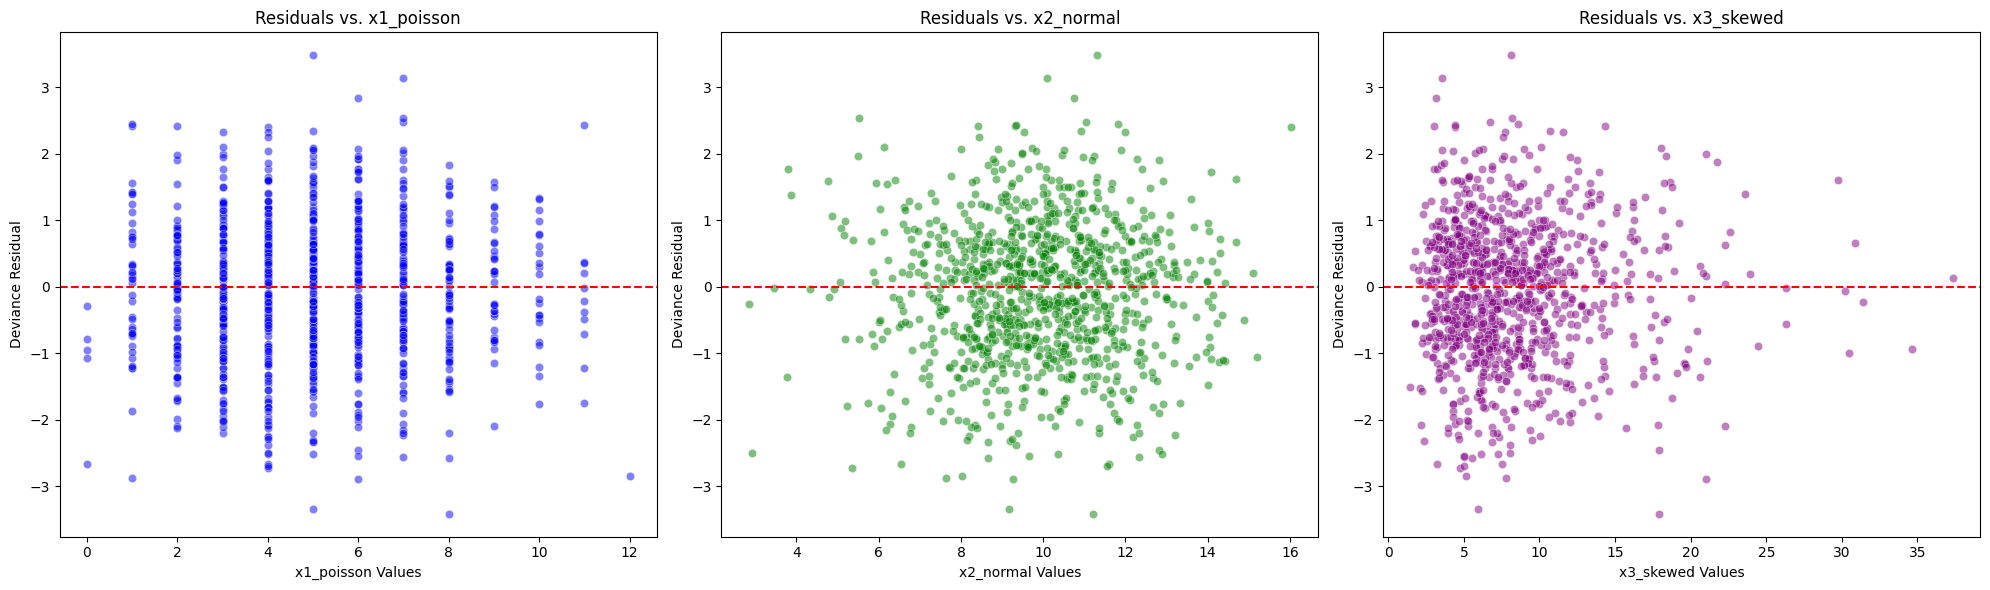 Residuals vs. x1_poisson
Deviance Residual
3
2
1
0
−1
−2
−3
0 2 4 6 8 10 12
x1_poisson Values
Residuals vs. x2_normal
Deviance Residual
3
2
1
0
−1
−2
−3
4 6 8 10 12 14 16
x2_normal Values
Residuals vs. x3_skewed
Deviance Residual
3
2
1
0
−1
−2
−3
0 5 10 15 20 25 30 35
x3_skewed Values